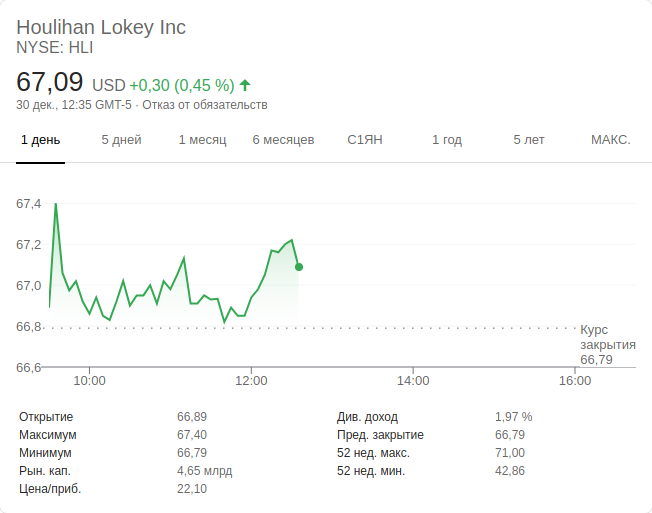 Houlihan Lokey Inc
NYSE: HLI
67,09 USD +0,30 (0,45 %)
30 дек., 12:35 GMT-5 · Отказ от обязательств
1 день 5 дней 1 месяц 6 месяцев С1ЯН 1 год 5 лет МАКС.
67,4
67,2
67,0
66,8
66,6
Курс
закрытия
66,79
10:00 12:00 14:00 16:00
Открытие 66,89 Див. доход 1,97 %
Максимум 67,40 Пред. закрытие 66,79
Минимум 66,79 52 нед. макс. 71,00
Рын. кап. 4,65 млрд 52 нед. мин. 42,86
Цена/приб. 22,10